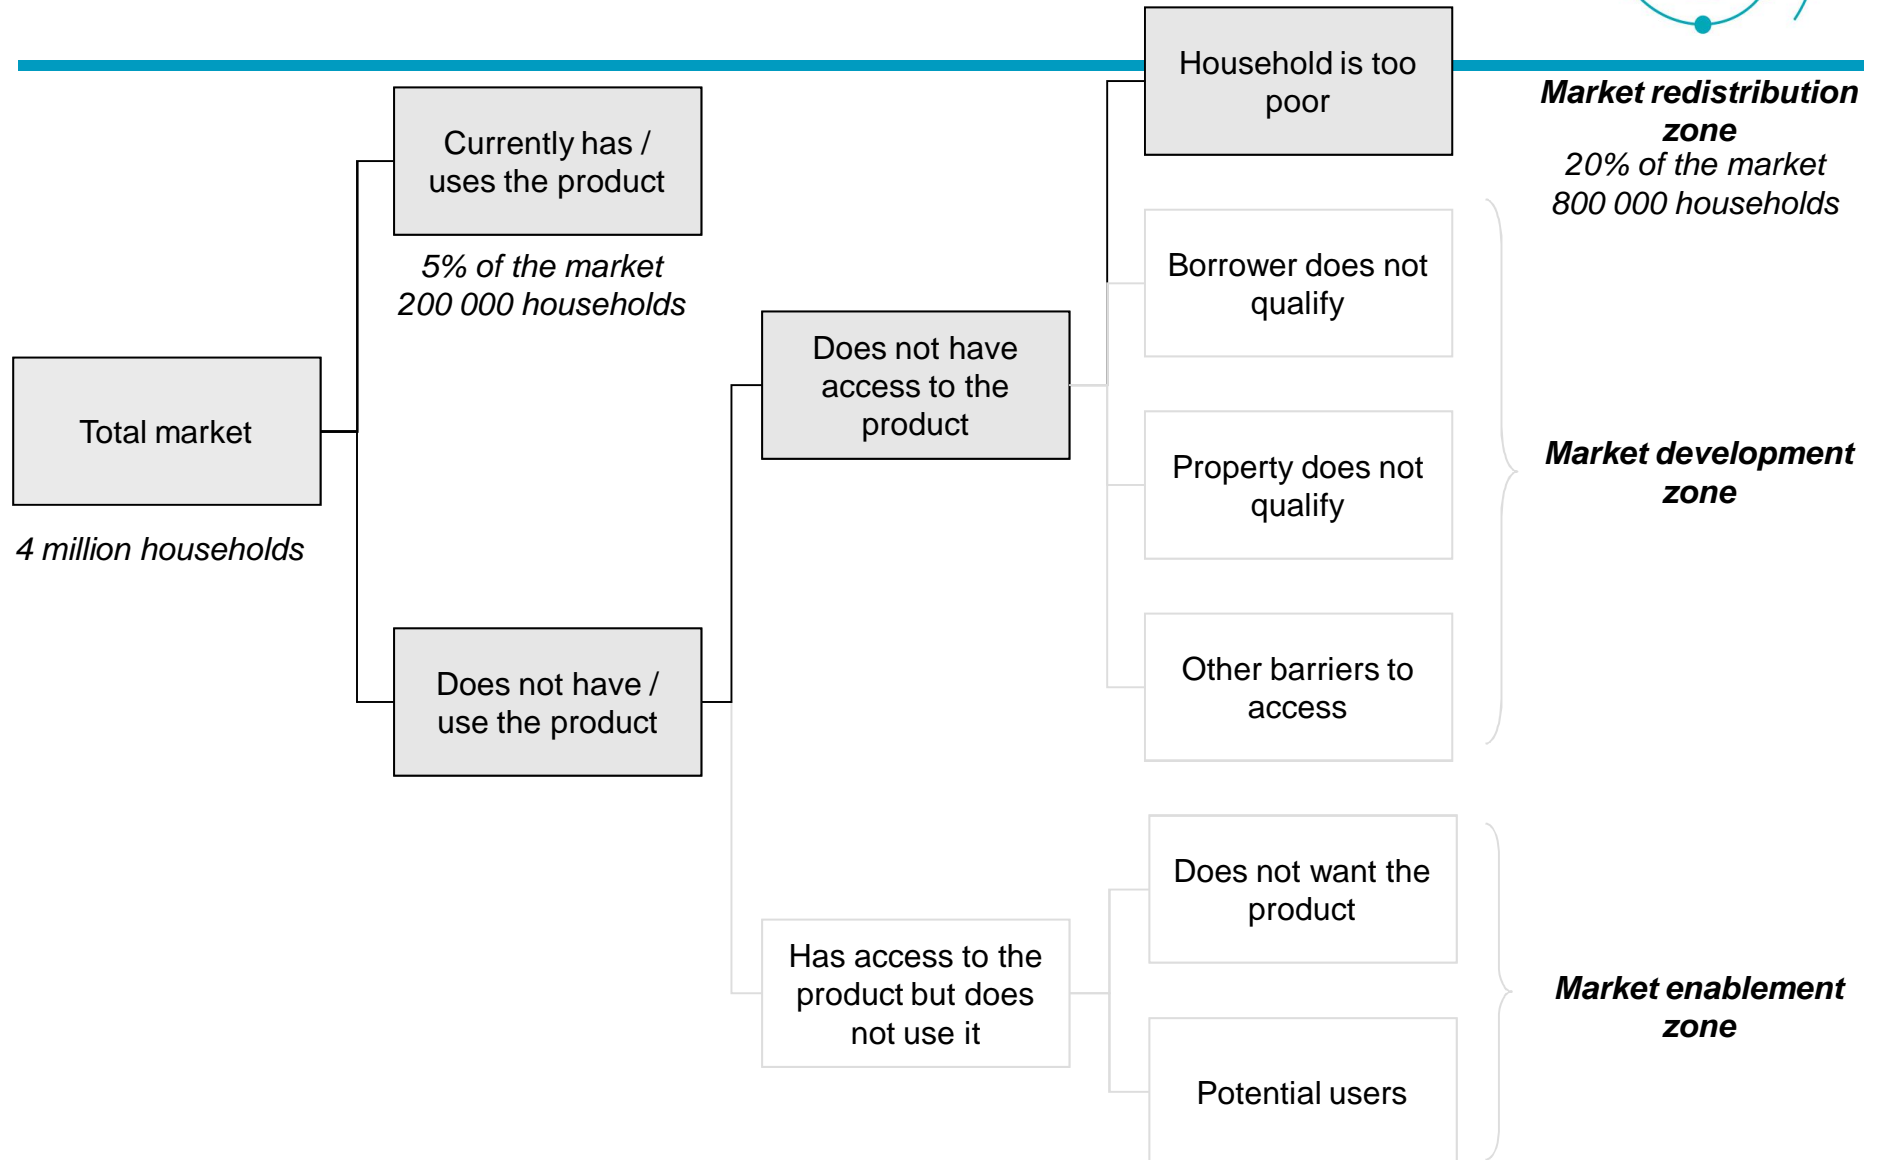 Household is too
poor
Market redistribution
zone
20% of the market
800 000 households
Currently has /
uses the product
5% of the market
200 000 households
Borrower does not
qualify
Does not have
access to the
product
Total market
4 million households
Property does not
qualify
Market development
zone
Does not have /
use the product
Other barriers to
access
Does not want the
product
Has access to the
product but does
not use it
Market enablement
zone
Potential users